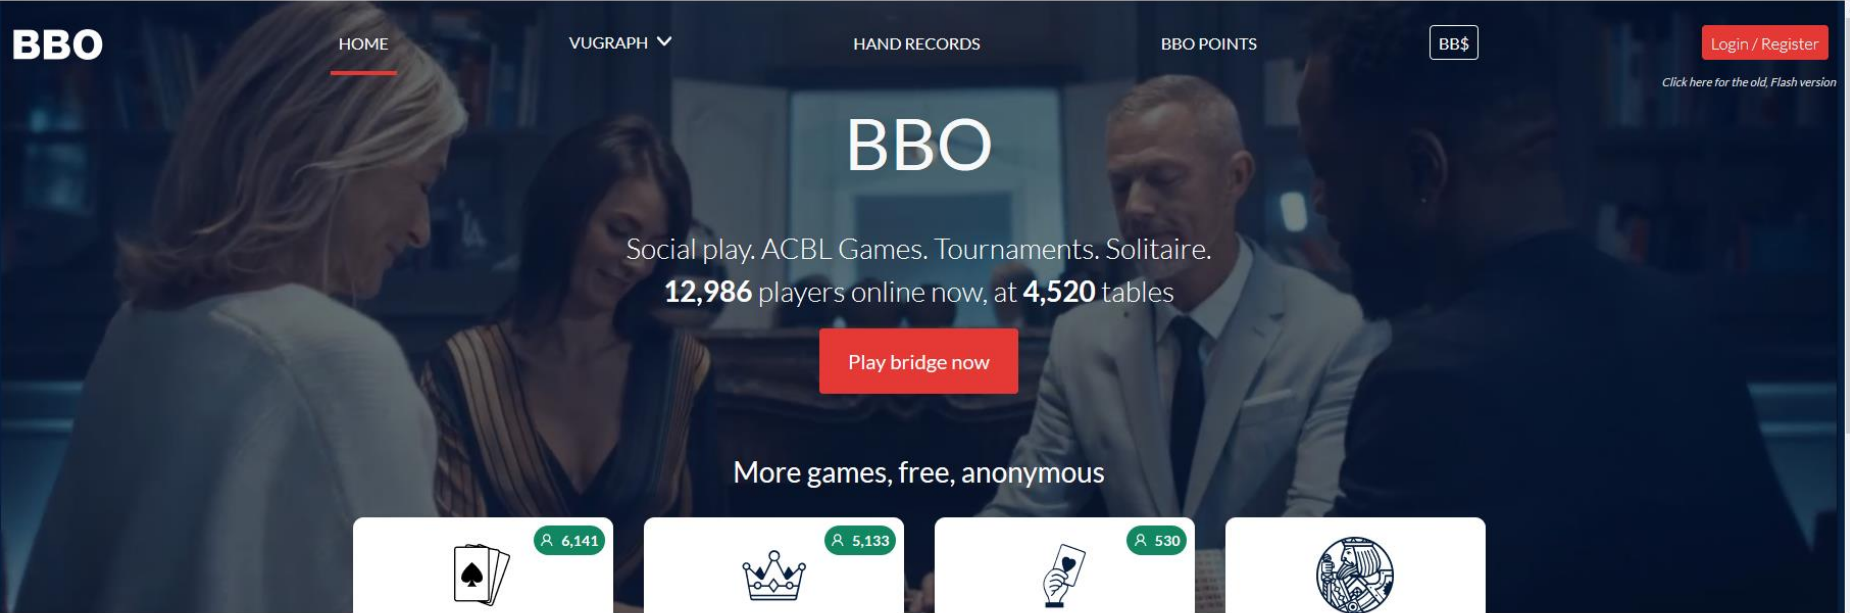 BBO
HOME
VUGRAPH
HAND RECORDS
BBO POINTS
BB$
Login / Register
Click here for the old, Flash version
BBO
Social play. ACBL Games. Tournaments. Solitaire.
12,986 players online now, at 4,520 tables
Play bridge now
More games, free, anonymous
6,141
5,133
530